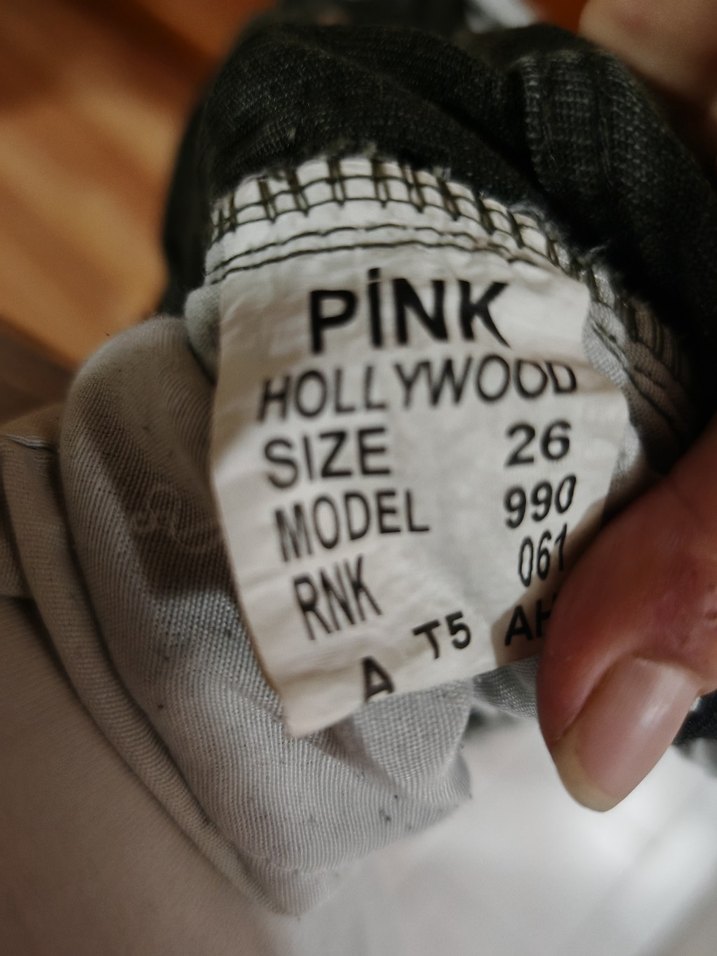 PİNK
HOLLYWOOD
SIZE 26
MODEL 990
RNK 061
A T5